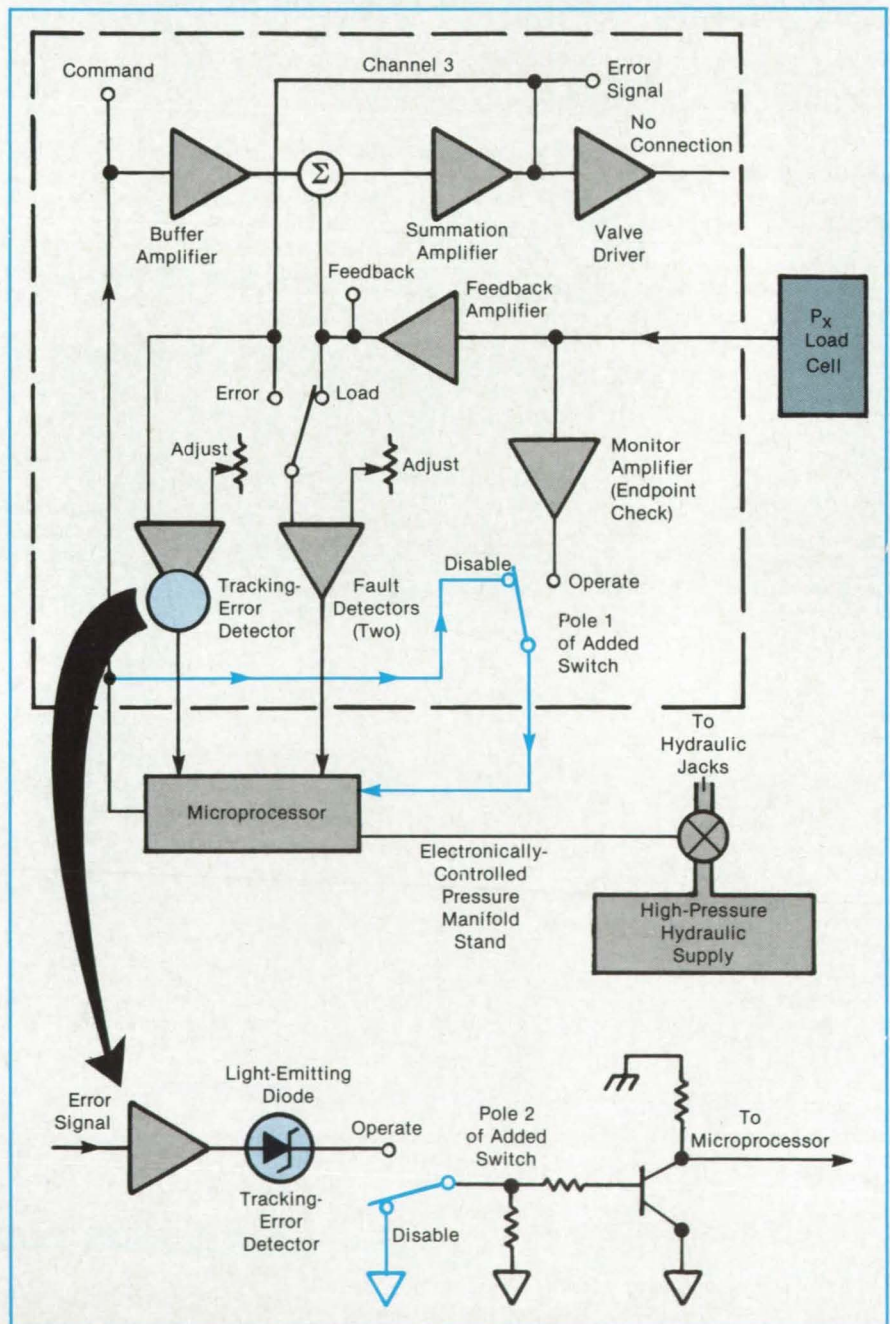 Command
Channel 3
Error
Signal
No
Connection
Σ
Buffer
Amplifier
Summation
Amplifier
Valve
Driver
Feedback
Feedback
Amplifier
Px
Load
Cell
Error
Load
Adjust
Adjust
Monitor
Amplifier
(Endpoint
Check)
Disable
Operate
Tracking-
Error
Detector
Fault
Detectors
(Two)
Pole 1
of Added
Switch
To
Hydraulic
Jacks
Microprocessor
Electronically-
Controlled
Pressure
Manifold
Stand
High-Pressure
Hydraulic
Supply
Light-Emitting
Diode
Error
Signal
Operate
Pole 2
of Added
Switch
To
Microprocessor
Tracking-
Error
Detector
Disable